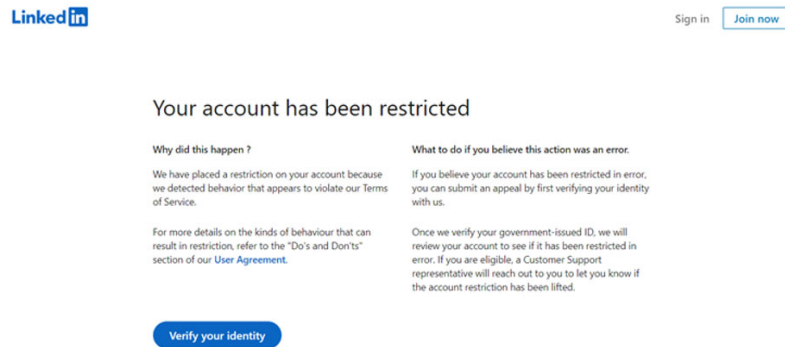 Linked in
Sign in
Join now
Your account has been restricted
Why did this happen ?
We have placed a restriction on your account because
we detected behavior that appears to violate our Terms
of Service.
For more details on the kinds of behaviour that can
result in restriction, refer to the "Do's and Don'ts"
section of our User Agreement.
What to do if you believe this action was an error.
If you believe your account has been restricted in error,
you can submit an appeal by first verifying your identity
with us.
Once we verify your government-issued ID, we will
review your account to see if it has been restricted in
error. If you are eligible, a Customer Support
representative will reach out to you to let you know if
the account restriction has been lifted.
Verify your identity